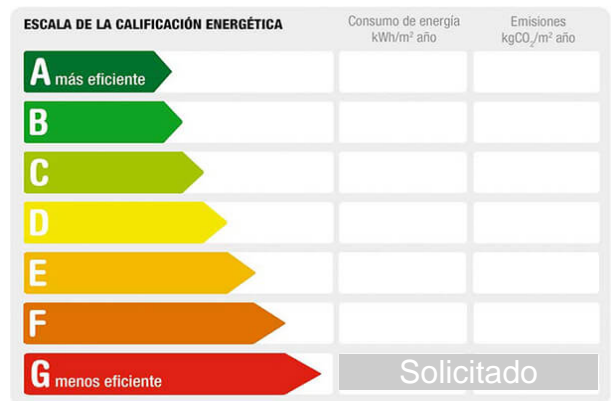 ESCALA DE LA CALIFICACIÓN ENERGÉTICA
Consumo de energía
kWh/m² año
Emisiones
kgCO₂/m² año
A más eficiente
B
C
D
E
F
G menos eficiente
Solicitado